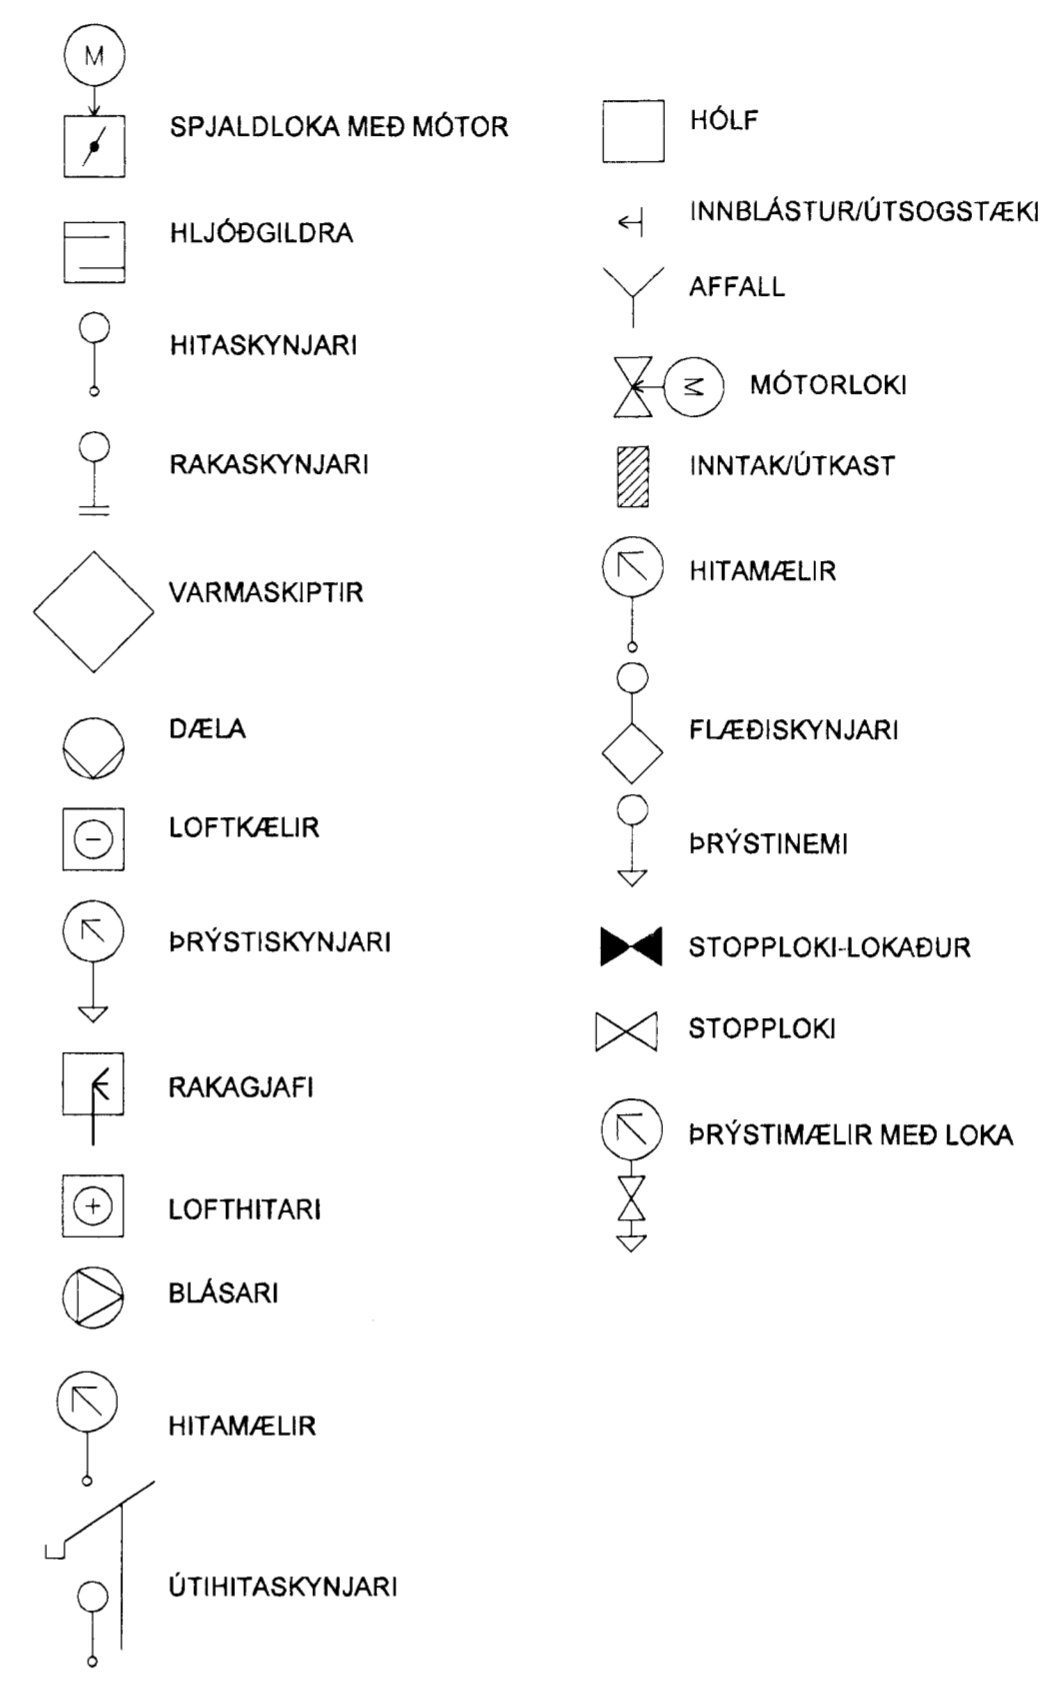 M
SPJALDLOKA MEÐ MÓTOR
HLJÓÐGILDRA
HITASKYNJARI
RAKASKYNJARI
VARMASKIPTIR
DÆLA
LOFTKÆLIR
ÞRÝSTISKYNJARI
RAKAGJAFI
LOFTHITARI
BLÁSARI
HITAMÆLIR
ÚTIHITASKYNJARI
HÓLF
INNBLÁSTUR/ÚTSOGSTÆKI
AFFALL
M
MÓTORLOKI
INNTAK/ÚTKAST
HITAMÆLIR
FLÆÐISKYNJARI
ÞRÝSTINEMI
STOPPLOKI-LOKAÐUR
STOPPLOKI
ÞRÝSTIMÆLIR MEÐ LOKA